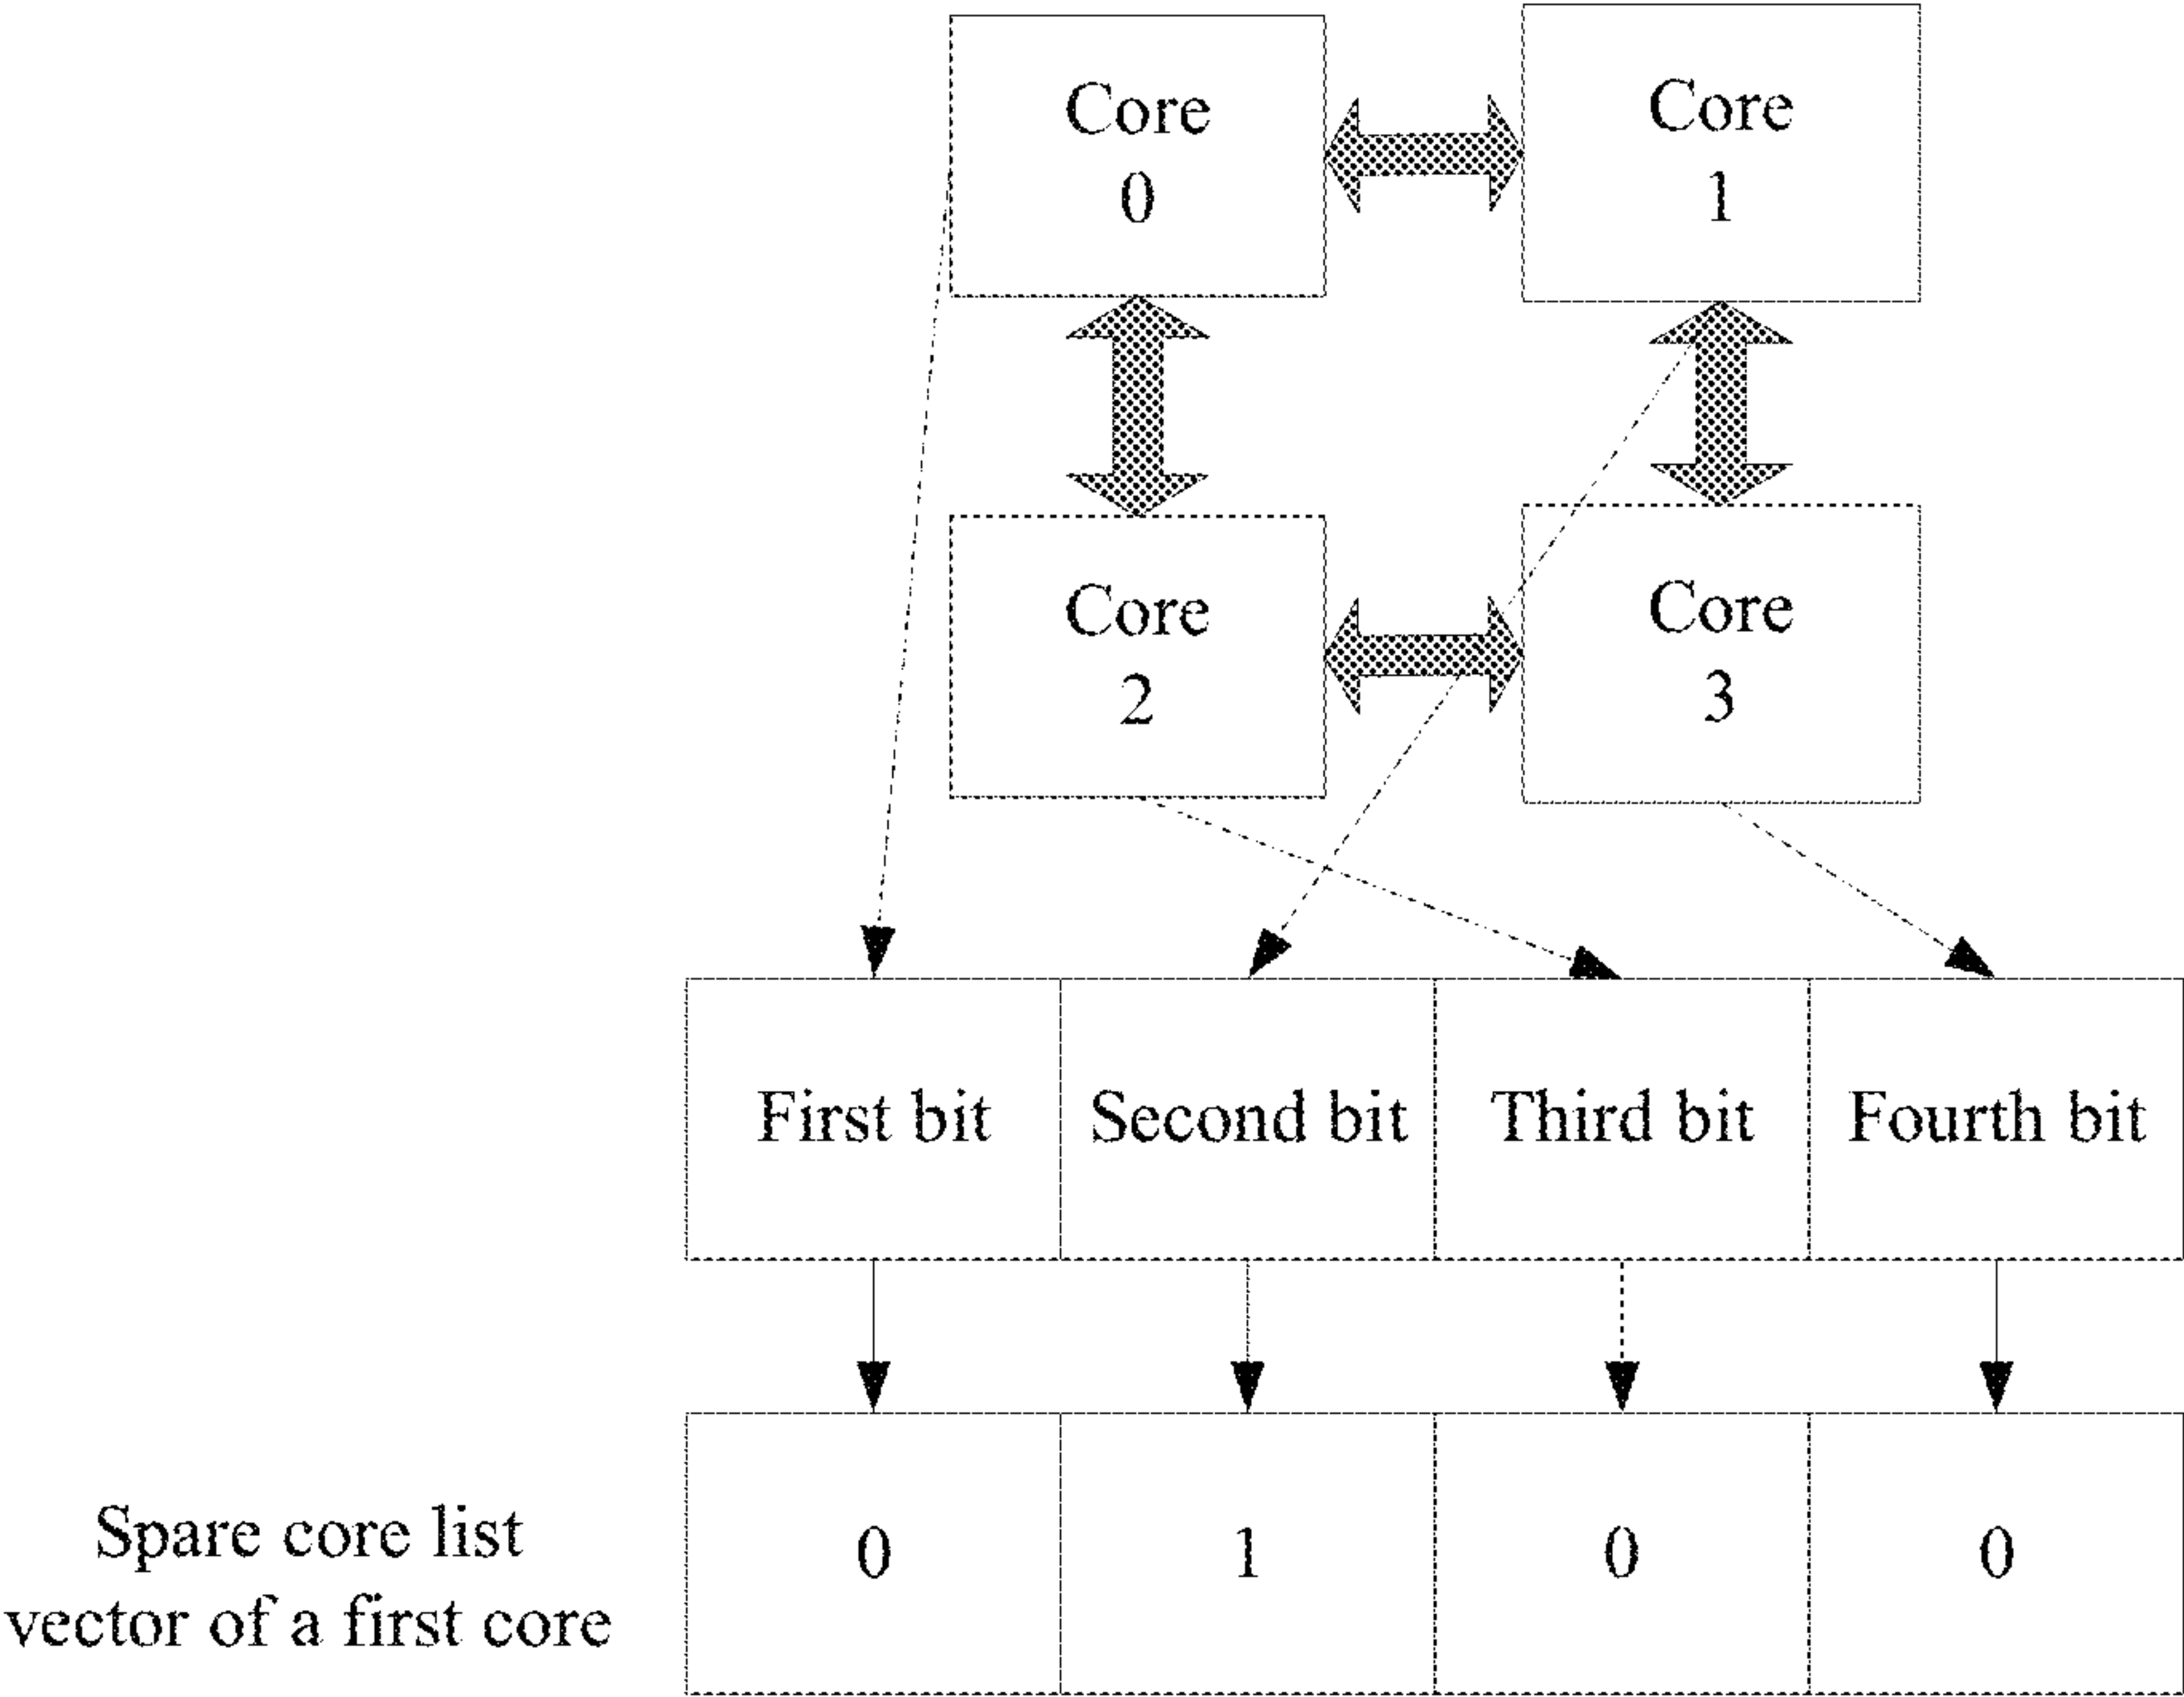 Core
0
Core
1
Core
2
Core
3
First bit
Second bit
Third bit
Fourth bit
Spare core list
vector of a first core
0
1
0
0